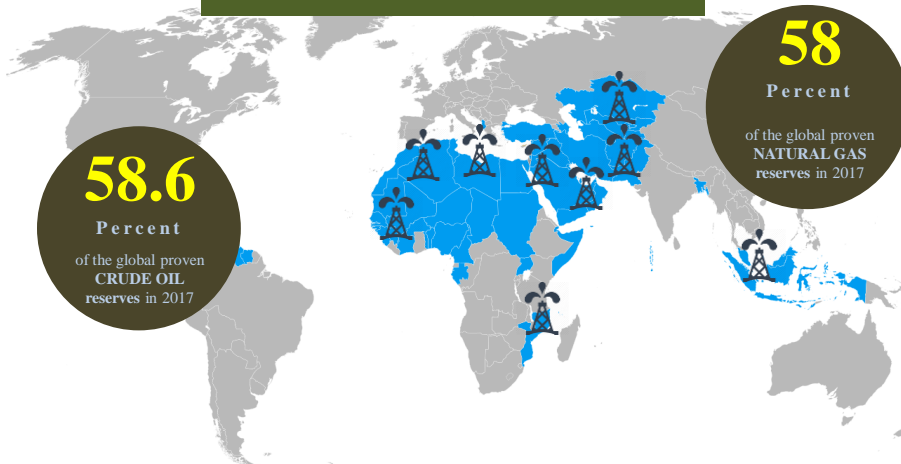 58
Percent
of the global proven
NATURAL GAS
reserves in 2017
58.6
Percent
of the global proven
CRUDE OIL
reserves in 2017